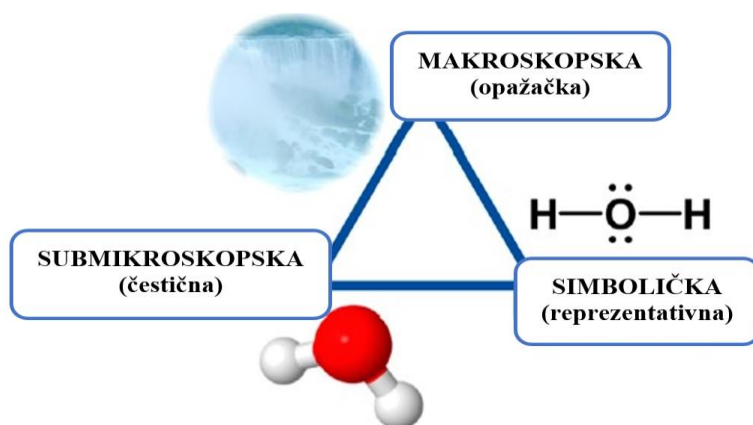 MAKROSKOPSKA
(opažačka)
H—O—H
SUBMIKROSKOPSKA
(čestična)
SIMBOLIČKA
(reprezentativna)